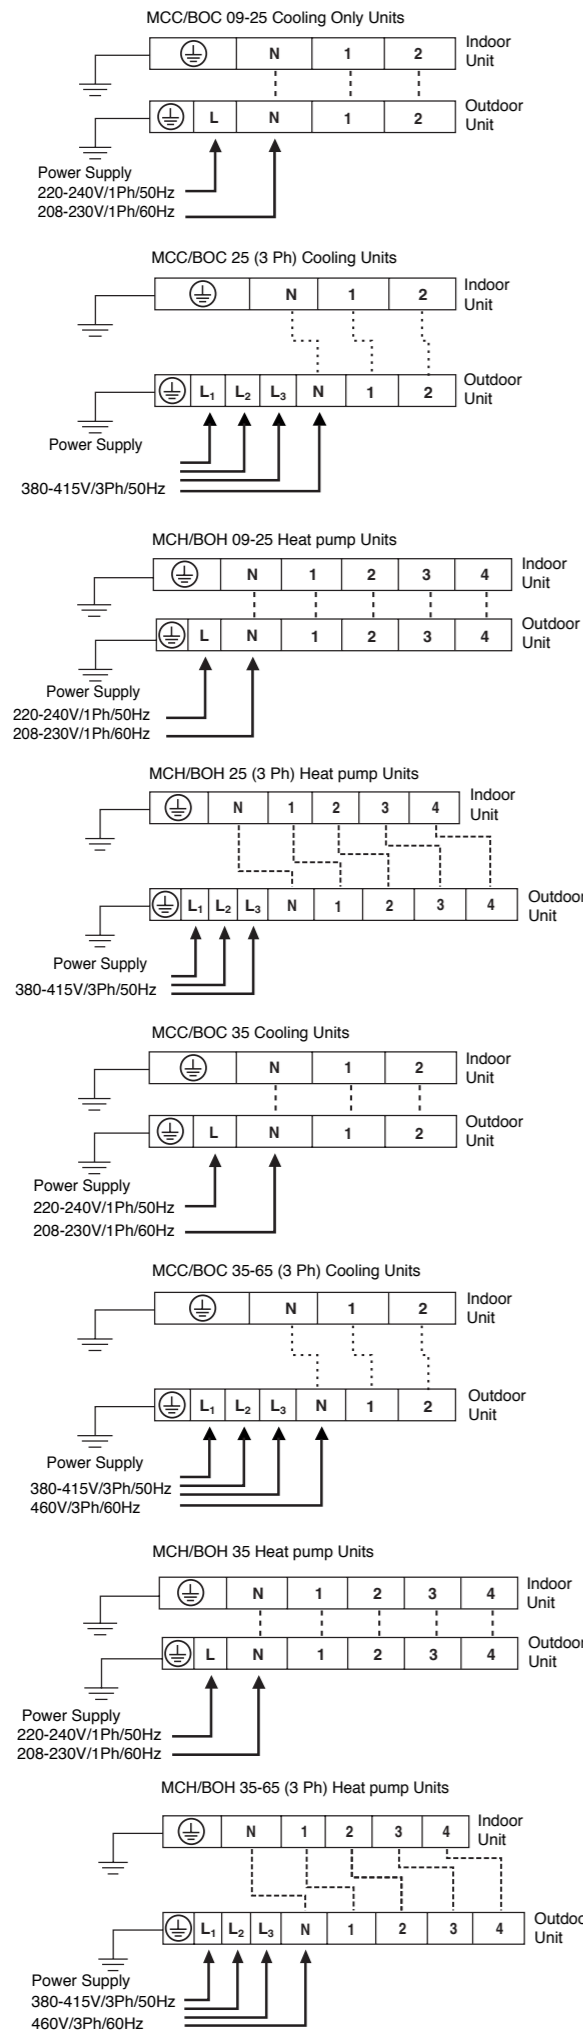 MCC/BOC 09-25 Cooling Only Units
N 1 2
Indoor
Unit
L N 1 2
Outdoor
Unit
Power Supply
220-240V/1Ph/50Hz
208-230V/1Ph/60Hz
MCC/BOC 25 (3 Ph) Cooling Units
N 1 2
Indoor
Unit
L₁ L₂ L₃ N 1 2
Outdoor
Unit
Power Supply
380-415V/3Ph/50Hz
MCH/BOH 09-25 Heat pump Units
N 1 2 3 4
Indoor
Unit
L N 1 2 3 4
Outdoor
Unit
Power Supply
220-240V/1Ph/50Hz
208-230V/1Ph/60Hz
MCH/BOH 25 (3 Ph) Heat pump Units
N 1 2 3 4
Indoor
Unit
L₁ L₂ L₃ N 1 2 3 4
Outdoor
Unit
Power Supply
380-415V/3Ph/50Hz
MCC/BOC 35 Cooling Units
N 1 2
Indoor
Unit
L N 1 2
Outdoor
Unit
Power Supply
220-240V/1Ph/50Hz
208-230V/1Ph/60Hz
MCC/BOC 35-65 (3 Ph) Cooling Units
N 1 2
Indoor
Unit
L₁ L₂ L₃ N 1 2
Outdoor
Unit
Power Supply
380-415V/3Ph/50Hz
460V/3Ph/60Hz
MCH/BOH 35 Heat pump Units
N 1 2 3 4
Indoor
Unit
L N 1 2 3 4
Outdoor
Unit
Power Supply
220-240V/1Ph/50Hz
208-230V/1Ph/60Hz
MCH/BOH 35-65 (3 Ph) Heat pump Units
N 1 2 3 4
Indoor
Unit
L₁ L₂ L₃ N 1 2 3 4
Outdoo
Unit
Power Supply
380-415V/3Ph/50Hz
460V/3Ph/60Hz